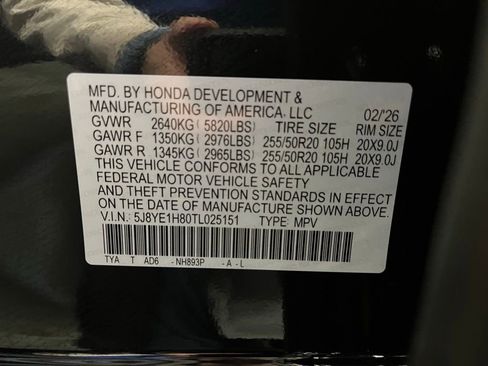 MFD. BY HONDA DEVELOPMENT &
MANUFACTURING OF AMERICA, LLC 02/'26
GVWR 2640KG (5820LBS) TIRE SIZE RIM SIZE
GAWR F 1350KG (2976LBS) 255/50R20 105H 20X9.0J
GAWR R 1345KG (2965LBS) 255/50R20 105H 20X9.0J
THIS VEHICLE CONFORMS TO ALL APPLICABLE
FEDERAL MOTOR VEHICLE SAFETY
AND THEFT PREVENTION STANDARDS IN EFFECT
ON THE DATE OF MANUFACTURE SHOWN ABOVE.
V.I.N.: 5J8YE1H80TL025151 TYPE: MPV
TYA T AD6 -NH893P -A-L